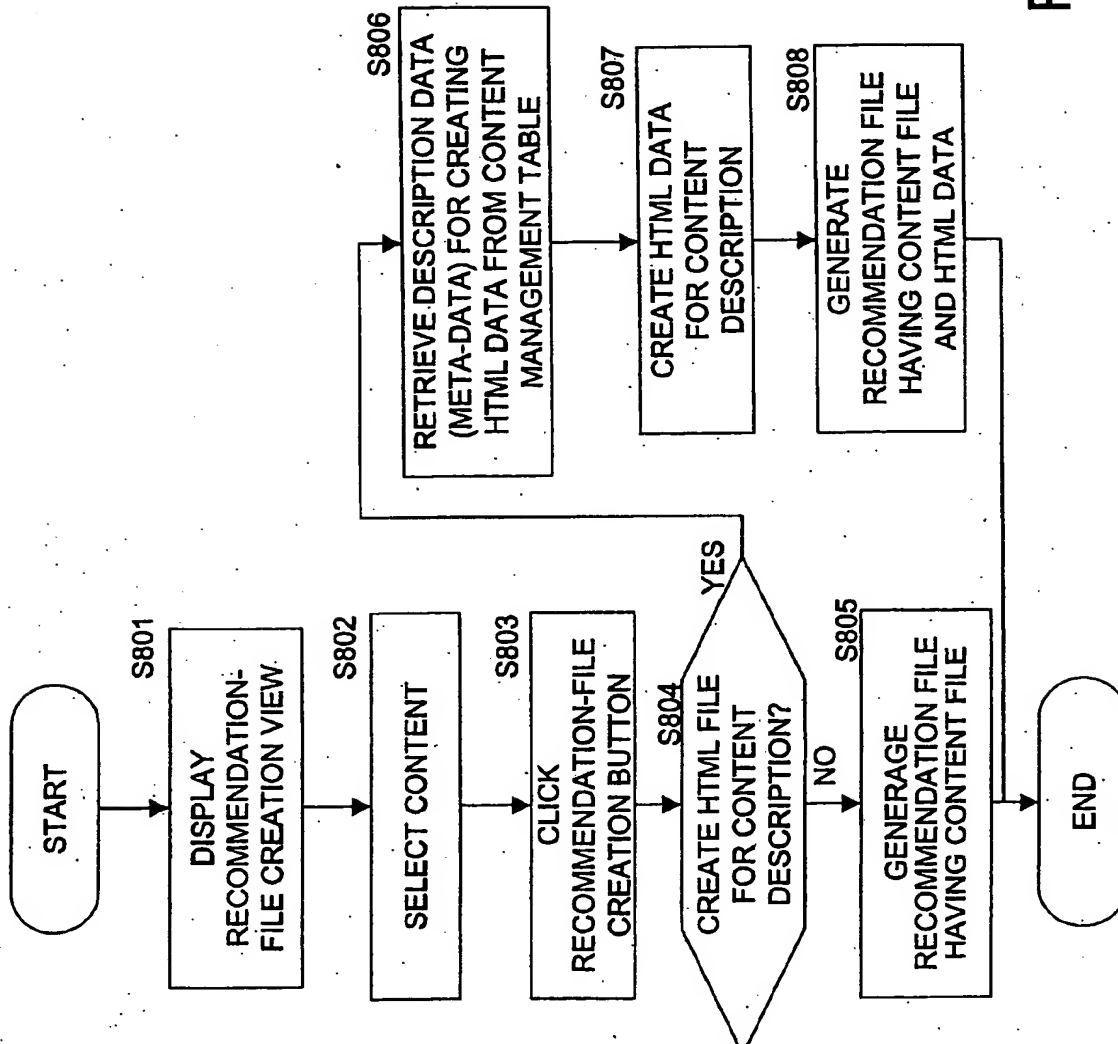 START
S801
DISPLAY
RECOMMENDATION-
FILE CREATION VIEW
S802
SELECT CONTENT
S803
CLICK
RECOMMENDATION-FILE
CREATION BUTTON
S804
CREATE HTML FILE
FOR CONTENT
DESCRIPTION?
YES
NO
S805
GENERAGE
RECOMMENDATION FILE
HAVING CONTENT FILE
END
S806
RETRIEVE DESCRIPTION DATA
(META-DATA) FOR CREATING
HTML DATA FROM CONTENT
MANAGEMENT TABLE
S807
CREATE HTML DATA
FOR CONTENT
DESCRIPTION
S808
GENERATE
RECOMMENDATION FILE
HAVING CONTENT FILE
AND HTML DATA